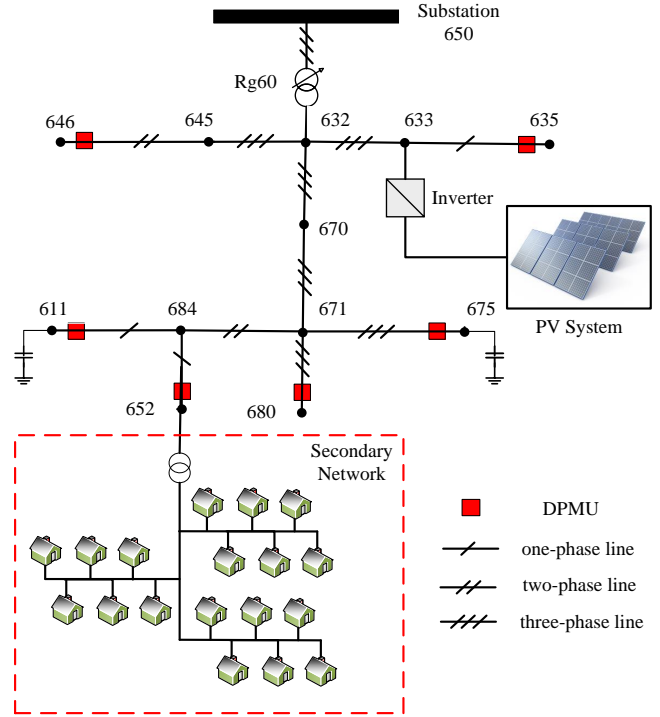 Substation
650
Rg60
646
645
632
633
635
Inverter
670
PV System
611
684
671
675
652
680
Secondary
Network
DPMU
one-phase line
two-phase line
three-phase line